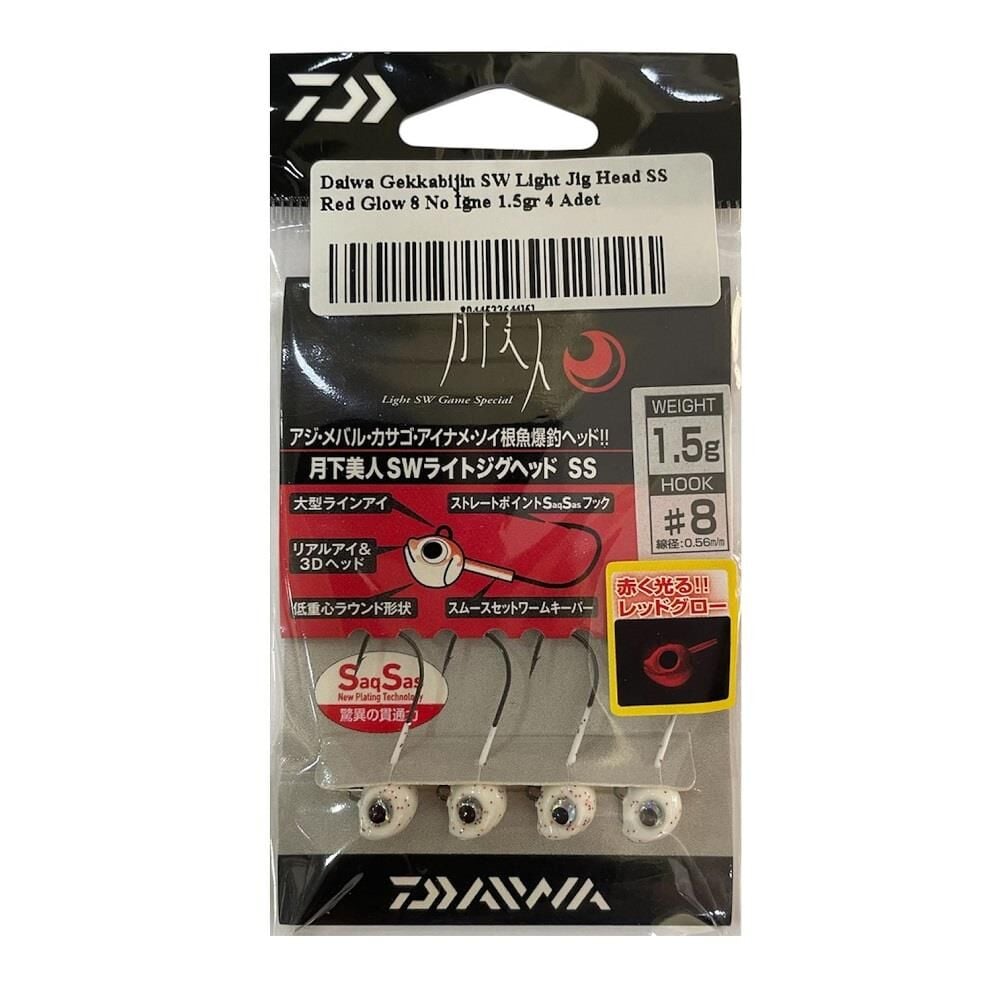 Daiwa Gekkabijin SW Light Jig Head SS
Red Glow 8 No İğne 1.5gr 4 Adet
月下美人
Light SW Game Special
アジ・メバル・カサゴ・アイナメ・ソイ根魚爆釣ヘッド!!
月下美人SWライトジグヘッド SS
WEIGHT
1.5g
HOOK
#8
線径:0.56m/m
大型ラインアイ
ストレートポイントSaqSasフック
リアルアイ&
3Dヘッド
低重心ラウンド形状
スムースセットワームキーパー
赤く光る!!
レッドグロー
SaqSas
New Plating Technology
驚異の貫通力
DAIWA